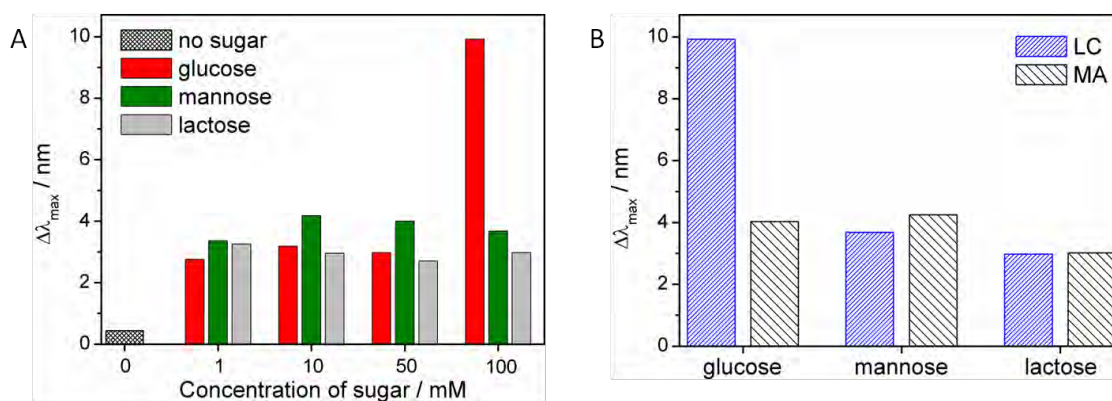 A
Δλmax / nm
10
8
6
4
2
0
no sugar
glucose
mannose
lactose
0
1
10
50
100
Concentration of sugar / mM
B
Δλmax / nm
10
8
6
4
2
0
LC
MA
glucose
mannose
lactose